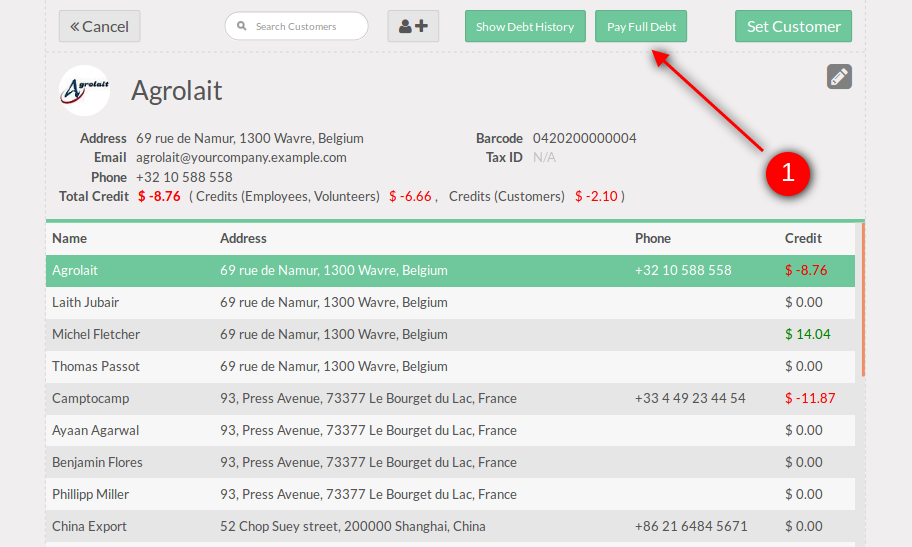 Cancel Search Customers Show Debt History Pay Full Debt Set Customer
Agrolait Agrolait
1
Address 69 rue de Namur, 1300 Wavre, Belgium Barcode 0420200000004
Email agrolait@yourcompany.example.com Tax ID N/A
Phone +32 10 588 558
Total Credit $ -8.76 ( Credits (Employees, Volunteers) $ -6.66 , Credits (Customers) $ -2.10 )
Name Address Phone Credit
Agrolait 69 rue de Namur, 1300 Wavre, Belgium +32 10 588 558 $ -8.76
Laith Jubair 69 rue de Namur, 1300 Wavre, Belgium $ 0.00
Michel Fletcher 69 rue de Namur, 1300 Wavre, Belgium $ 14.04
Thomas Passot 69 rue de Namur, 1300 Wavre, Belgium $ 0.00
Camptocamp 93, Press Avenue, 73377 Le Bourget du Lac, France +33 4 49 23 44 54 $ -11.87
Ayaan Agarwal 93, Press Avenue, 73377 Le Bourget du Lac, France $ 0.00
Benjamin Flores 93, Press Avenue, 73377 Le Bourget du Lac, France $ 0.00
Phillipp Miller 93, Press Avenue, 73377 Le Bourget du Lac, France $ 0.00
China Export 52 Chop Suey street, 200000 Shanghai, China +86 21 6484 5671 $ 0.00